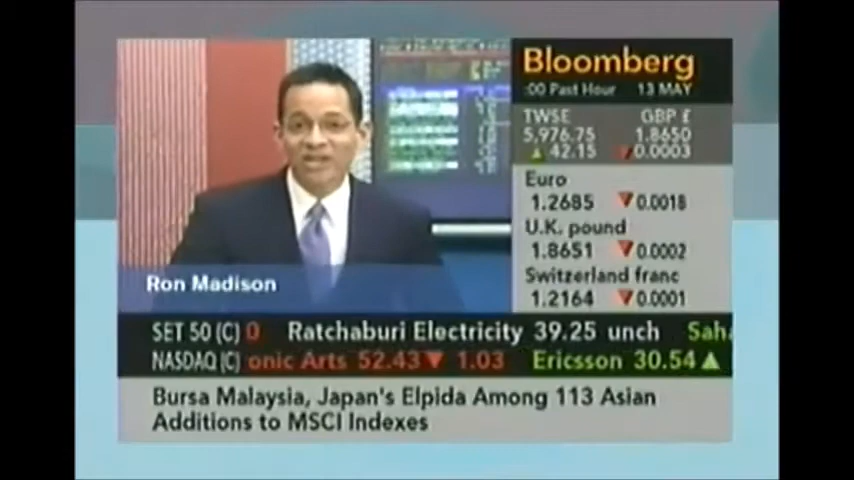 Bloomberg
:00 Past Hour 13 MAY
TWSE GBP £
5,976.75 1.8650
▲ 42.15 ▼0.0003
Euro
1.2685 ▼0.0018
U.K. pound
1.8651 ▼0.0002
Switzerland franc
1.2164 ▼0.0001
Ron Madison
SET 50 (C) 0 Ratchaburi Electricity 39.25 unch Saha
NASDAQ (C) onic Arts 52.43▼ 1.03 Ericsson 30.54▲
Bursa Malaysia, Japan's Elpida Among 113 Asian
Additions to MSCI Indexes